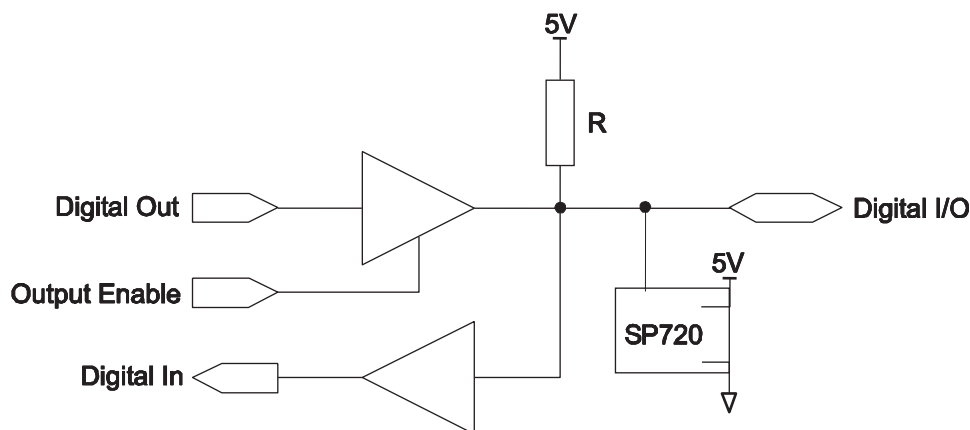 5V
R
Digital Out
Digital I/O
5V
Output Enable
SP720
Digital In